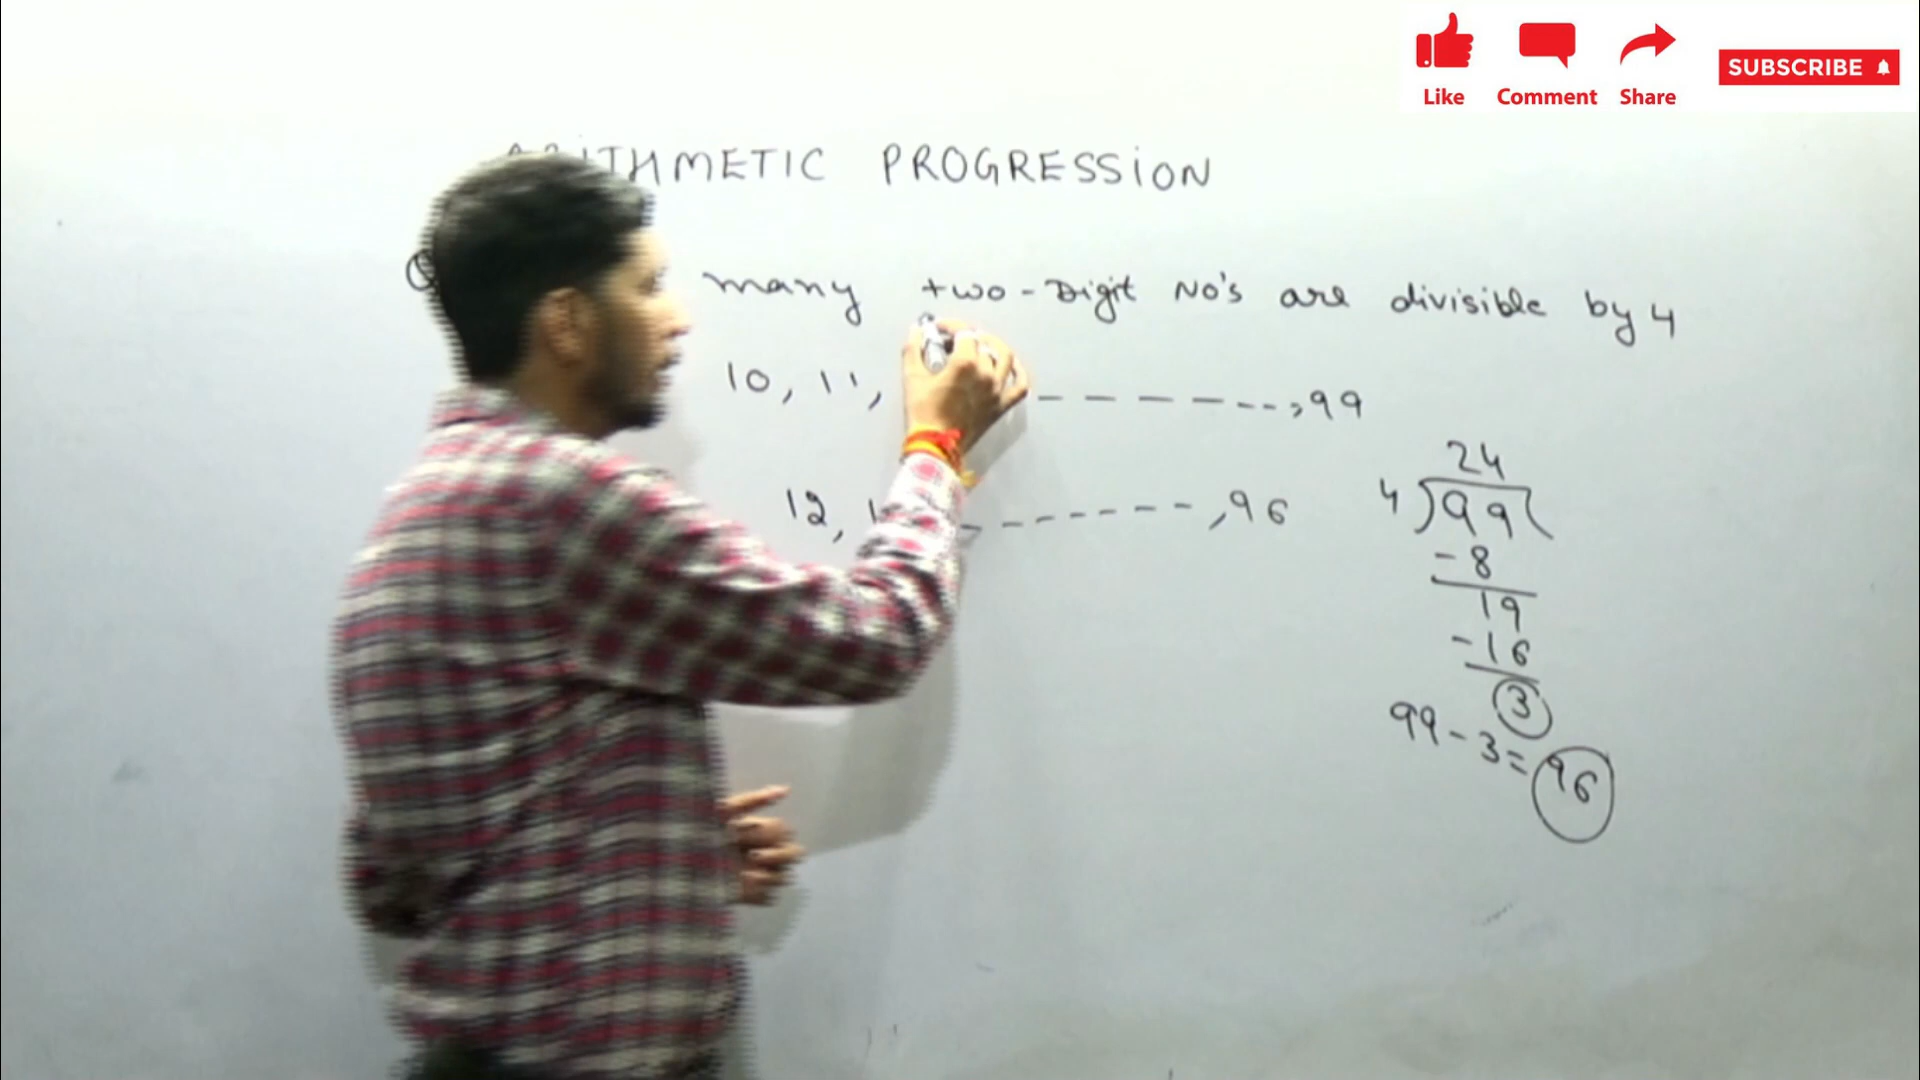 Like Comment Share SUBSCRIBE
ARITHMETIC PROGRESSION
many two-Digit No's are divisible by 4
10, 11, ---------,99
12, --------,96
24
4)99(
-8
19
-16
3
99-3=96